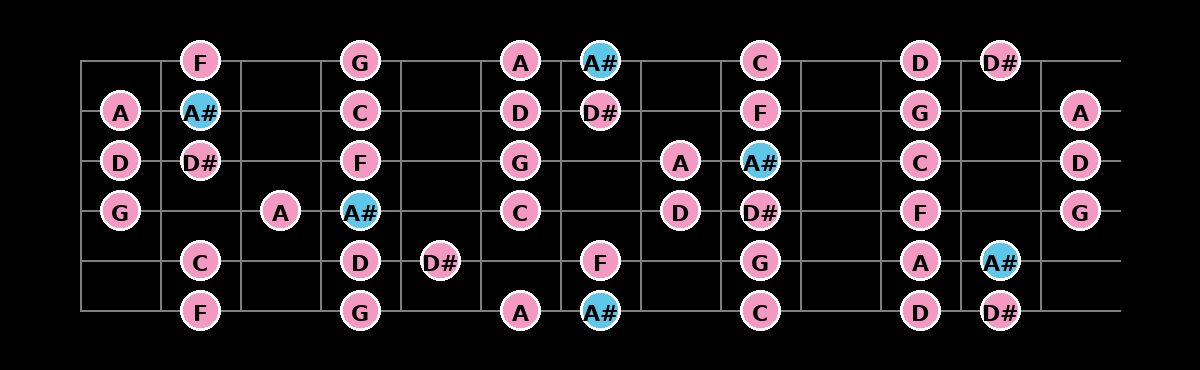 F G A A# C D D#
A A# C D D# F G A
D D# F G A A# C D
G A A# C D D# F G
C D D# F G A A#
F G A A# C D D#